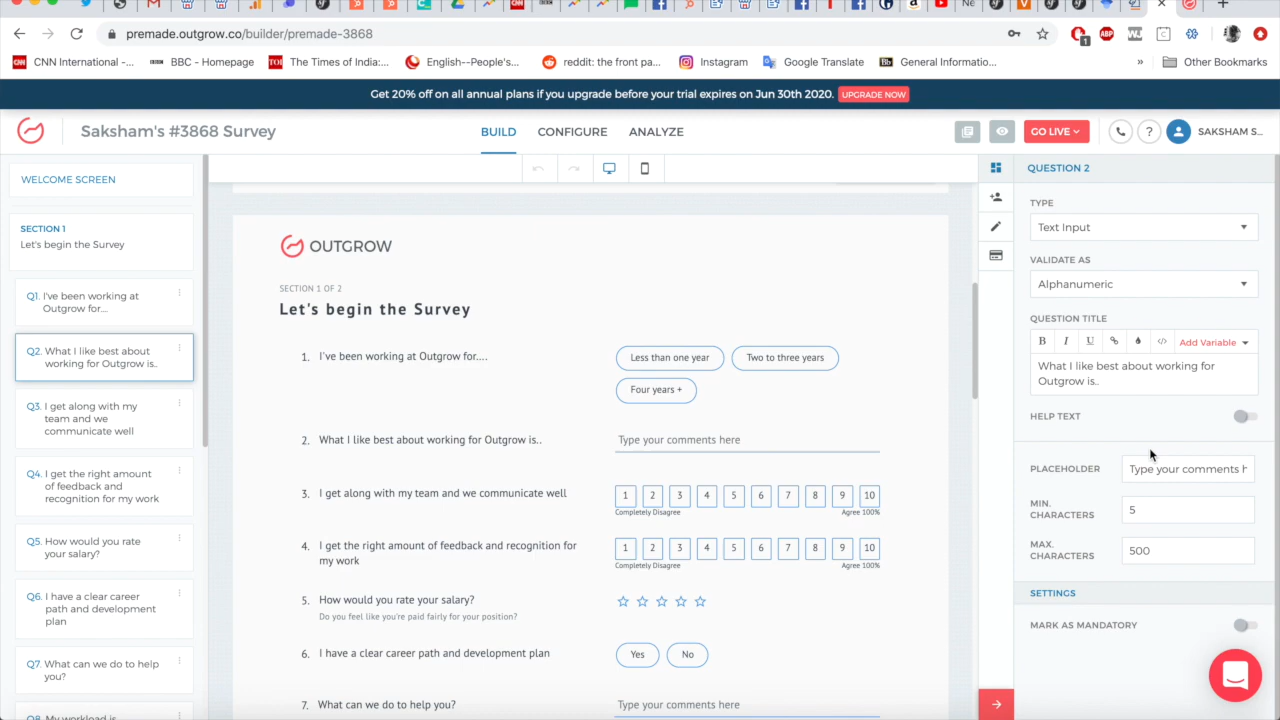 premade.outgrow.co/builder/premade-3868
CNN International -...
BBC - Homepage
The Times of India:...
English--People's...
reddit: the front pa...
Instagram
Google Translate
General Informatio...
»
Other Bookmarks
Get 20% off on all annual plans if you upgrade before your trial expires on Jun 30th 2020. UPGRADE NOW
Saksham's #3868 Survey
BUILD
CONFIGURE
ANALYZE
GO LIVE
?
SAKSHAM S...
WELCOME SCREEN
SECTION 1
Let's begin the Survey
Q1. I've been working at
Outgrow for...
Q2. What I like best about
working for Outgrow is..
Q3. I get along with my
team and we
communicate well
Q4. I get the right amount
of feedback and
recognition for my work
Q5. How would you rate
your salary?
Q6. I have a clear career
path and development
plan
Q7. What can we do to help
you?
Q8. My workload is
OUTGROW
SECTION 1 OF 2
Let's begin the Survey
1. I've been working at Outgrow for....
Less than one year
Two to three years
Four years +
2. What I like best about working for Outgrow is..
Type your comments here
3. I get along with my team and we communicate well
1 2 3 4 5 6 7 8 9 10
Completely Disagree Agree 100%
4. I get the right amount of feedback and recognition for
my work
1 2 3 4 5 6 7 8 9 10
Completely Disagree Agree 100%
5. How would you rate your salary?
Do you feel like you're paid fairly for your position?
6. I have a clear career path and development plan
Yes
No
7. What can we do to help you?
Type your comments here
QUESTION 2
TYPE
Text Input
VALIDATE AS
Alphanumeric
QUESTION TITLE
B I U </> Add Variable
What I like best about working for
Outgrow is..
HELP TEXT
PLACEHOLDER
Type your comments h
MIN.
CHARACTERS
5
MAX.
CHARACTERS
500
SETTINGS
MARK AS MANDATORY